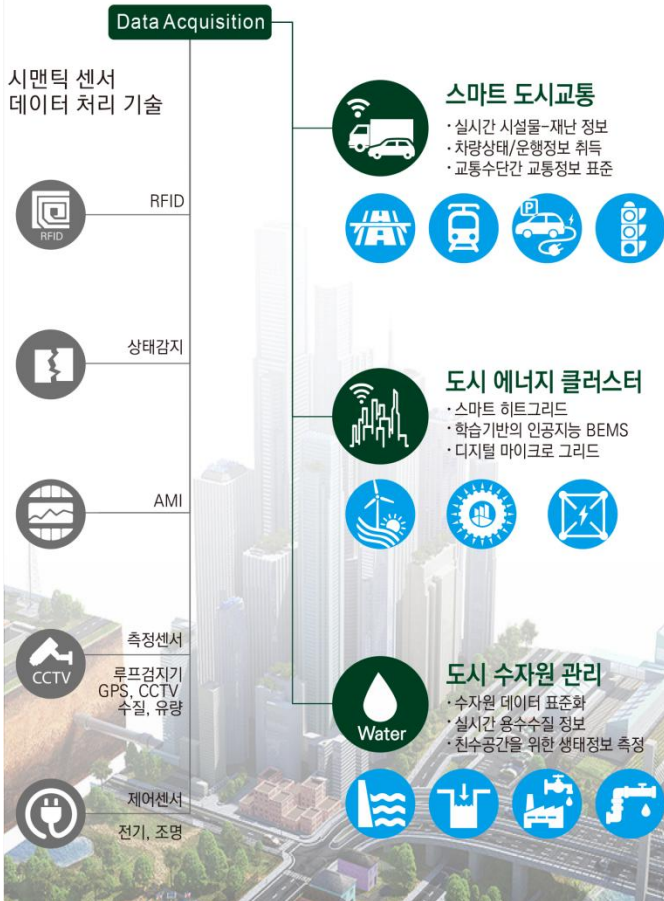 Data Acquisition
시맨틱 센서
데이터 처리 기술
RFID
RFID
상태감지
AMI
CCTV
측정센서
루프검지기
GPS, CCTV
수질, 유량
제어센서
전기, 조명
스마트 도시교통
· 실시간 시설물-재난 정보
· 차량상태/운행정보 취득
· 교통수단간 교통정보 표준
P
도시 에너지 클러스터
· 스마트 히트그리드
· 학습기반의 인공지능 BEMS
· 디지털 마이크로 그리드
Water
도시 수자원 관리
· 수자원 데이터 표준화
· 실시간 용수수질 정보
· 친수공간을 위한 생태정보 측정